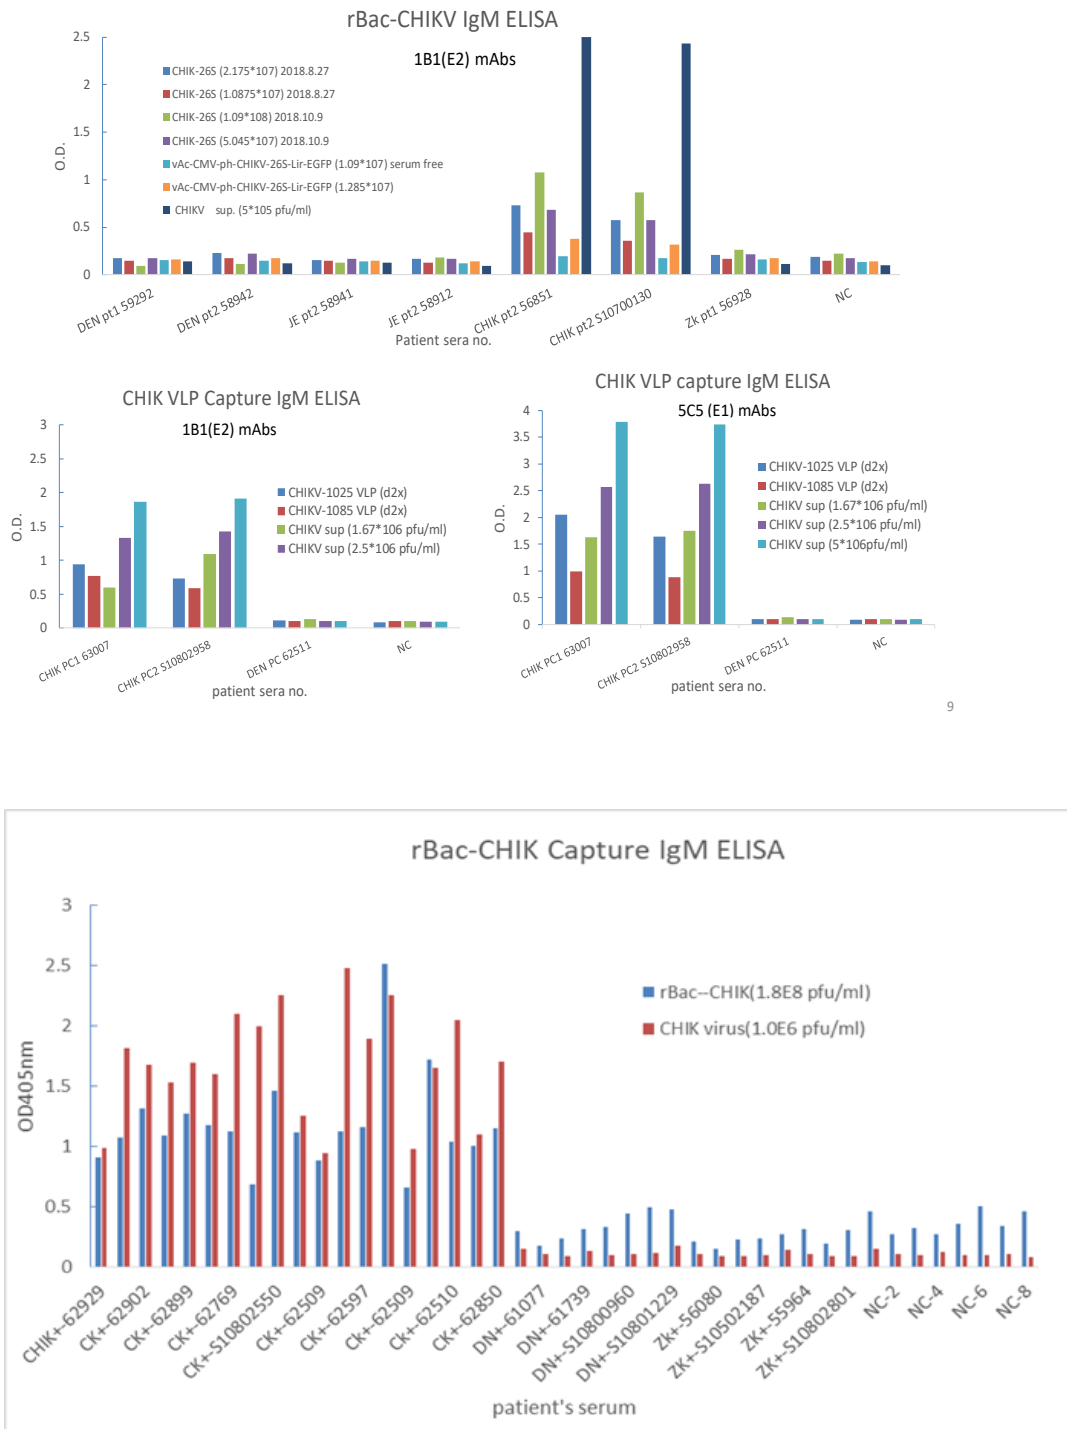 rBac-CHIKV IgM ELISA
1B1(E2) mAbs
2.5
2
1.5
1
0.5
0
O.D.
CHIK-26S (2.175*107) 2018.8.27
CHIK-26S (1.0875*107) 2018.8.27
CHIK-26S (1.09*108) 2018.10.9
CHIK-26S (5.045*107) 2018.10.9
vAc-CMV-ph-CHIKV-26S-Lir-EGFP (1.09*107) serum free
vAc-CMV-ph-CHIKV-26S-Lir-EGFP (1.285*107)
CHIKV sup. (5*105 pfu/ml)
DEN pt1 59292
DEN pt2 58942
JE pt2 58941
JE pt2 58912
CHIK pt2 56851
CHIK pt2 S10700130
Zk pt1 56928
NC
Patient sera no.
CHIK VLP Capture IgM ELISA
1B1(E2) mAbs
3
2.5
2
1.5
1
0.5
0
O.D.
CHIKV-1025 VLP (d2x)
CHIKV-1085 VLP (d2x)
CHIKV sup (1.67*106 pfu/ml)
CHIKV sup (2.5*106 pfu/ml)
CHIK PC1 63007
CHIK PC2 S10802958
DEN PC 62511
NC
patient sera no.
CHIK VLP capture IgM ELISA
5C5 (E1) mAbs
4
3.5
3
2.5
2
1.5
1
0.5
0
O.D.
CHIKV-1025 VLP (d2x)
CHIKV-1085 VLP (d2x)
CHIKV sup (1.67*106 pfu/ml)
CHIKV sup (2.5*106 pfu/ml)
CHIKV sup (5*106pfu/ml)
CHIK PC1 63007
CHIK PC2 S10802958
DEN PC 62511
NC
patient sera no.
9
rBac-CHIK Capture IgM ELISA
3
2.5
2
1.5
1
0.5
0
OD405nm
rBac--CHIK(1.8E8 pfu/ml)
CHIK virus(1.0E6 pfu/ml)
CHIK+-62929
CK+-62902
CK+-62899
CK+-62769
CK+-S10802550
CK+-62509
CK+-62597
CK+-62509
CK+-62510
CK+-62850
DN+-61077
DN+-61739
DN+-S10800960
DN+-S10801229
Zk+-56080
ZK+-S10502187
ZK+-55964
ZK+-S10802801
NC-2
NC-4
NC-6
NC-8
patient's serum